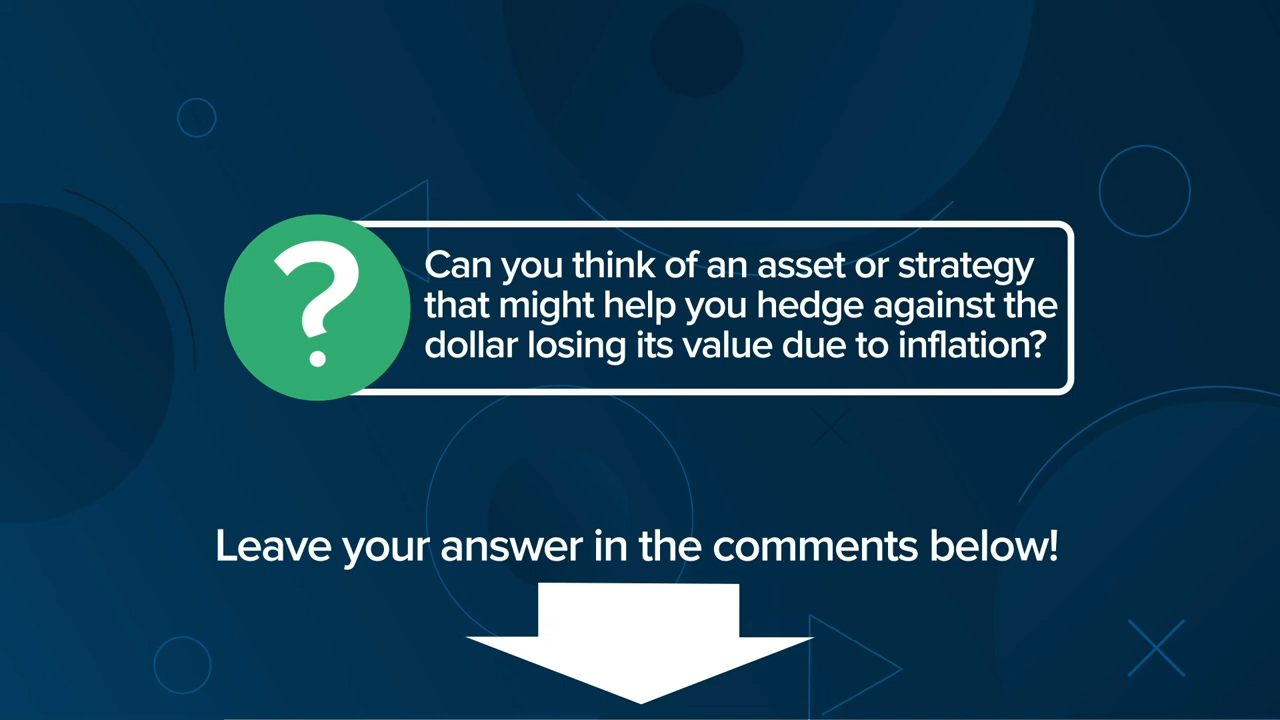 ?
Can you think of an asset or strategy
that might help you hedge against the
dollar losing its value due to inflation?
Leave your answer in the comments below!